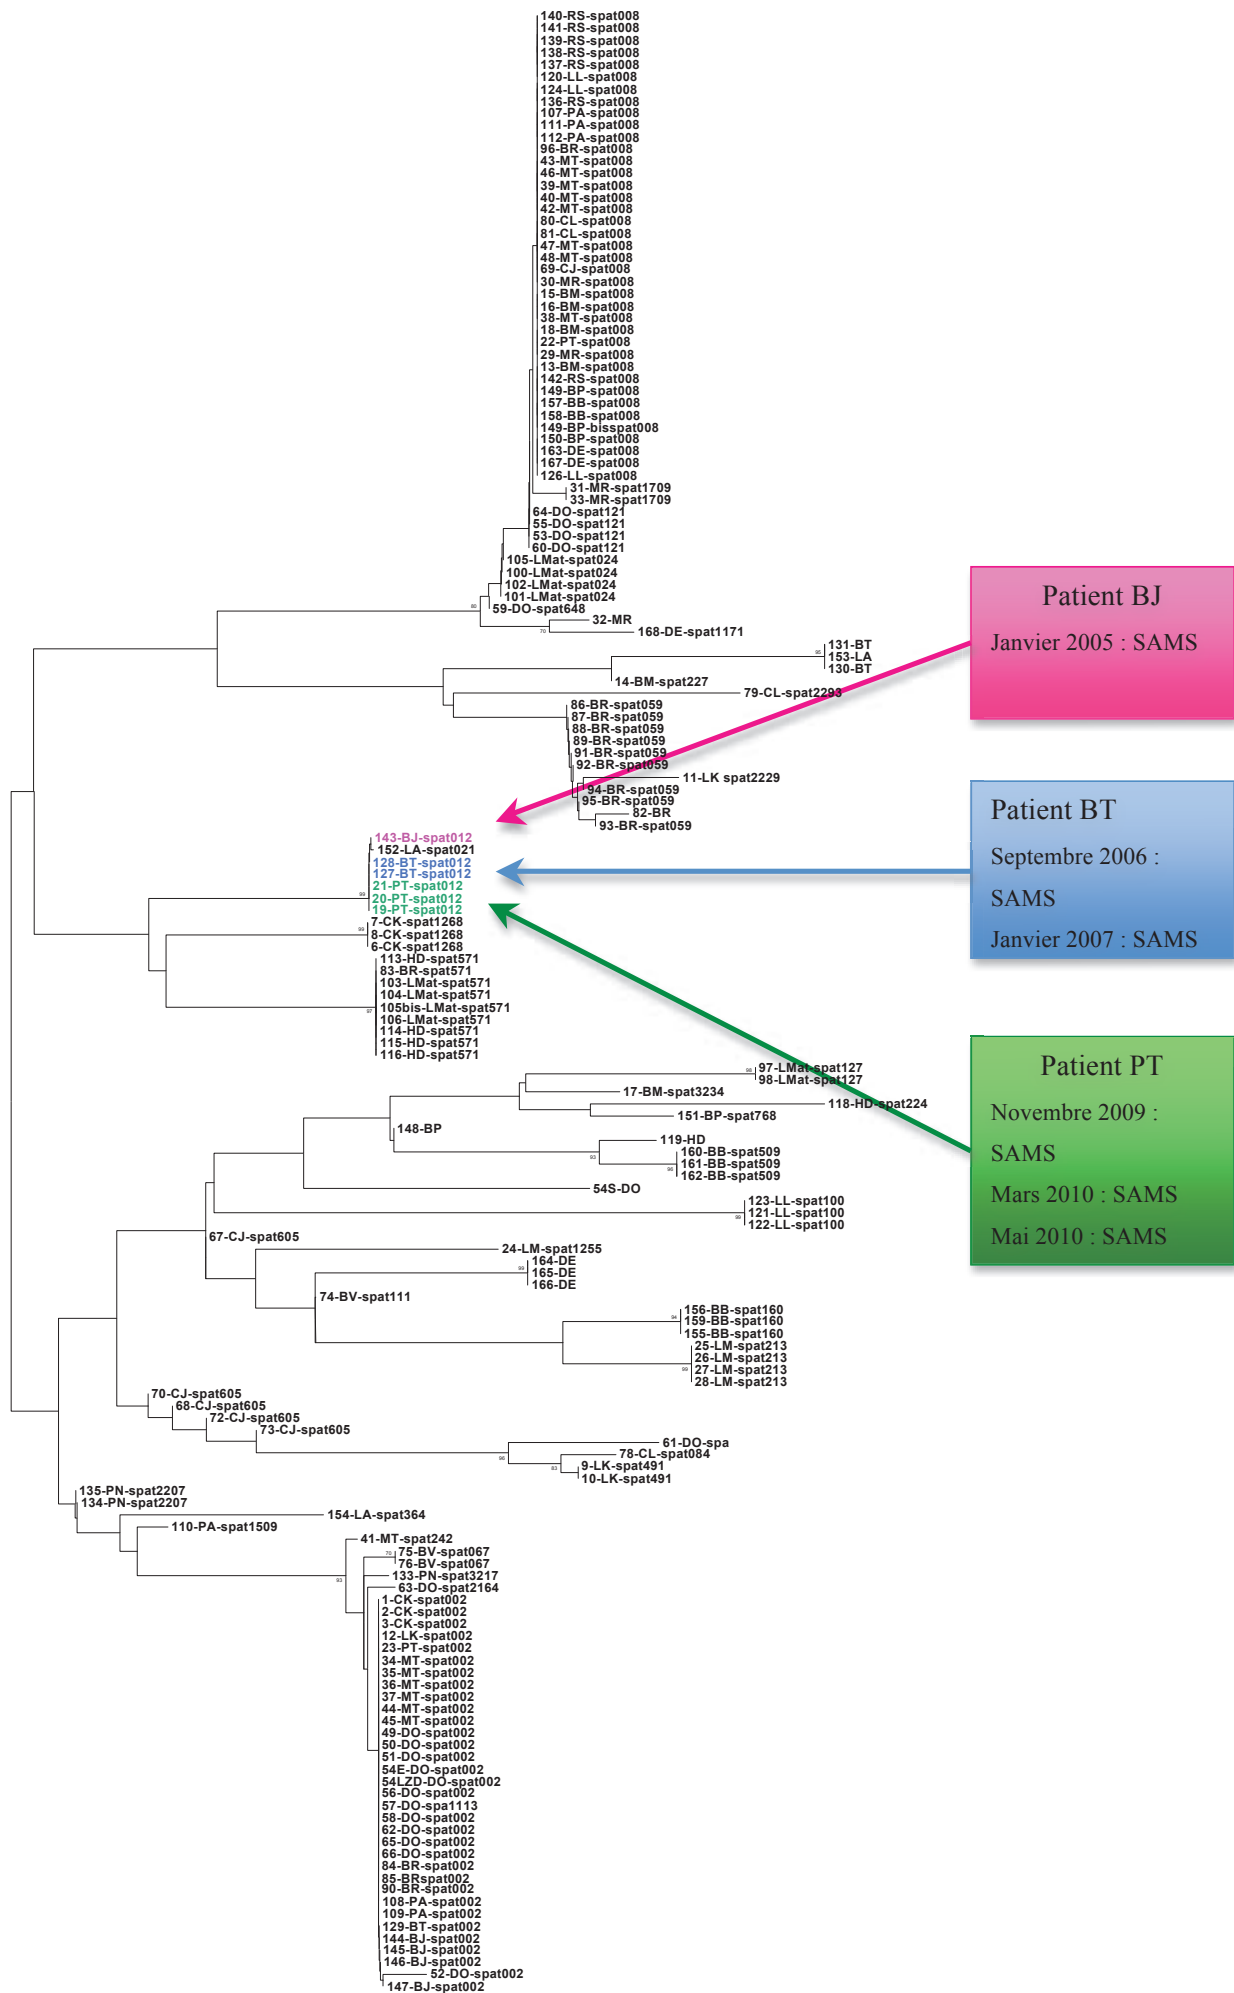 140-RS-spat008
141-RS-spat008
139-RS-spat008
138-RS-spat008
137-RS-spat008
120-LL-spat008
124-LL-spat008
136-RS-spat008
107-PA-spat008
111-PA-spat008
112-PA-spat008
96-BR-spat008
43-MT-spat008
46-MT-spat008
39-MT-spat008
40-MT-spat008
42-MT-spat008
80-CL-spat008
81-CL-spat008
47-MT-spat008
48-MT-spat008
69-CJ-spat008
30-MR-spat008
15-BM-spat008
16-BM-spat008
38-MT-spat008
18-BM-spat008
22-PT-spat008
29-MR-spat008
13-BM-spat008
142-RS-spat008
149-BP-spat008
157-BB-spat008
158-BB-spat008
149-BP-bisspat008
150-BP-spat008
163-DE-spat008
167-DE-spat008
126-LL-spat008
31-MR-spat1709
33-MR-spat1709
64-DO-spat121
55-DO-spat121
53-DO-spat121
60-DO-spat121
105-LMat-spat024
100-LMat-spat024
102-LMat-spat024
101-LMat-spat024
59-DO-spat648
80
32-MR
70
168-DE-spat1171
131-BT
95
153-LA
130-BT
14-BM-spat227
79-CL-spat2293
86-BR-spat059
87-BR-spat059
88-BR-spat059
89-BR-spat059
91-BR-spat059
92-BR-spat059
11-LK spat2229
94-BR-spat059
95-BR-spat059
82-BR
93-BR-spat059
143-BJ-spat012
152-LA-spat021
128-BT-spat012
127-BT-spat012
21-PT-spat012
99
20-PT-spat012
19-PT-spat012
7-CK-spat1268
89
8-CK-spat1268
6-CK-spat1268
113-HD-spat571
83-BR-spat571
103-LMat-spat571
104-LMat-spat571
105bis-LMat-spat571
97
106-LMat-spat571
114-HD-spat571
115-HD-spat571
116-HD-spat571
97-LMat-spat127
98
98-LMat-spat127
17-BM-spat3234
118-HD-spat224
151-BP-spat768
148-BP
119-HD
93
160-BB-spat509
161-BB-spat509
96
162-BB-spat509
54S-DO
123-LL-spat100
121-LL-spat100
99
122-LL-spat100
67-CJ-spat605
24-LM-spat1255
164-DE
99
165-DE
166-DE
74-BV-spat111
156-BB-spat160
94
159-BB-spat160
155-BB-spat160
25-LM-spat213
26-LM-spat213
99
27-LM-spat213
28-LM-spat213
70-CJ-spat605
68-CJ-spat605
72-CJ-spat605
73-CJ-spat605
61-DO-spa
96
78-CL-spat084
83
9-LK-spat491
10-LK-spat491
135-PN-spat2207
134-PN-spat2207
154-LA-spat364
110-PA-spat1509
41-MT-spat242
70
75-BV-spat067
76-BV-spat067
93
133-PN-spat3217
63-DO-spat2164
1-CK-spat002
2-CK-spat002
3-CK-spat002
12-LK-spat002
23-PT-spat002
34-MT-spat002
35-MT-spat002
36-MT-spat002
37-MT-spat002
44-MT-spat002
45-MT-spat002
49-DO-spat002
50-DO-spat002
51-DO-spat002
54E-DO-spat002
54LZD-DO-spat002
56-DO-spat002
57-DO-spa1113
58-DO-spat002
62-DO-spat002
65-DO-spat002
66-DO-spat002
84-BR-spat002
85-BRspat002
90-BR-spat002
108-PA-spat002
109-PA-spat002
129-BT-spat002
144-BJ-spat002
145-BJ-spat002
146-BJ-spat002
52-DO-spat002
147-BJ-spat002
Patient BJ
Janvier 2005 : SAMS
Patient BT
Septembre 2006 :
SAMS
Janvier 2007 : SAMS
Patient PT
Novembre 2009 :
SAMS
Mars 2010 : SAMS
Mai 2010 : SAMS